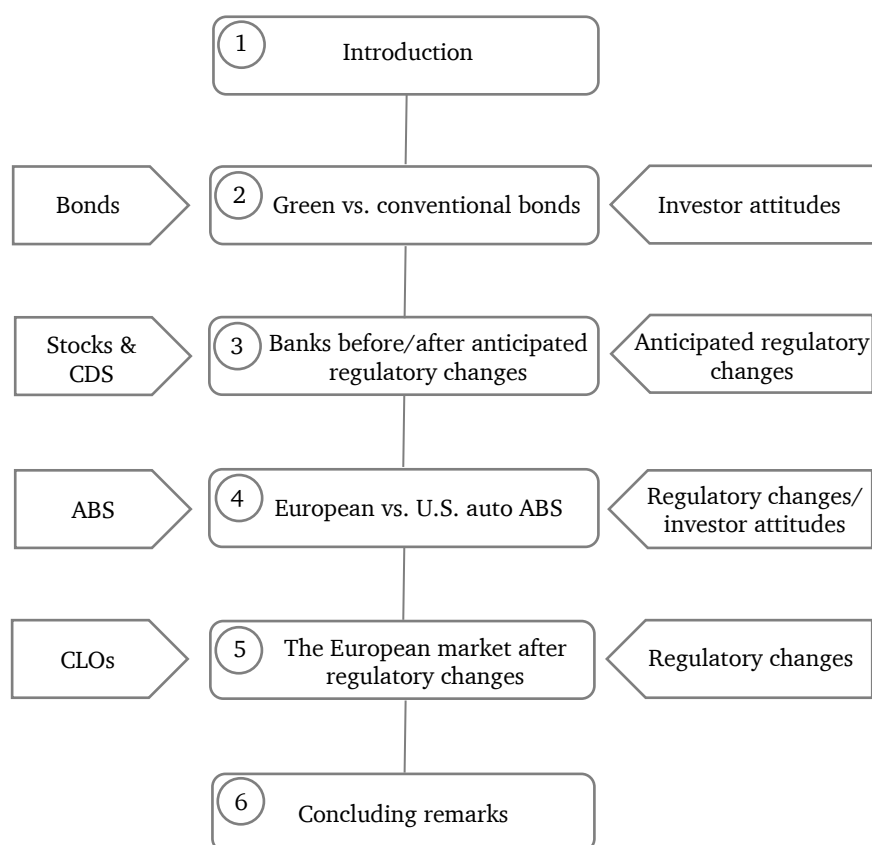 1
Introduction
Bonds
2
Green vs. conventional bonds
Investor attitudes
Stocks &
CDS
3
Banks before/after anticipated
regulatory changes
Anticipated regulatory
changes
ABS
4
European vs. U.S. auto ABS
Regulatory changes/
investor attitudes
CLOs
5
The European market after
regulatory changes
Regulatory changes
6
Concluding remarks